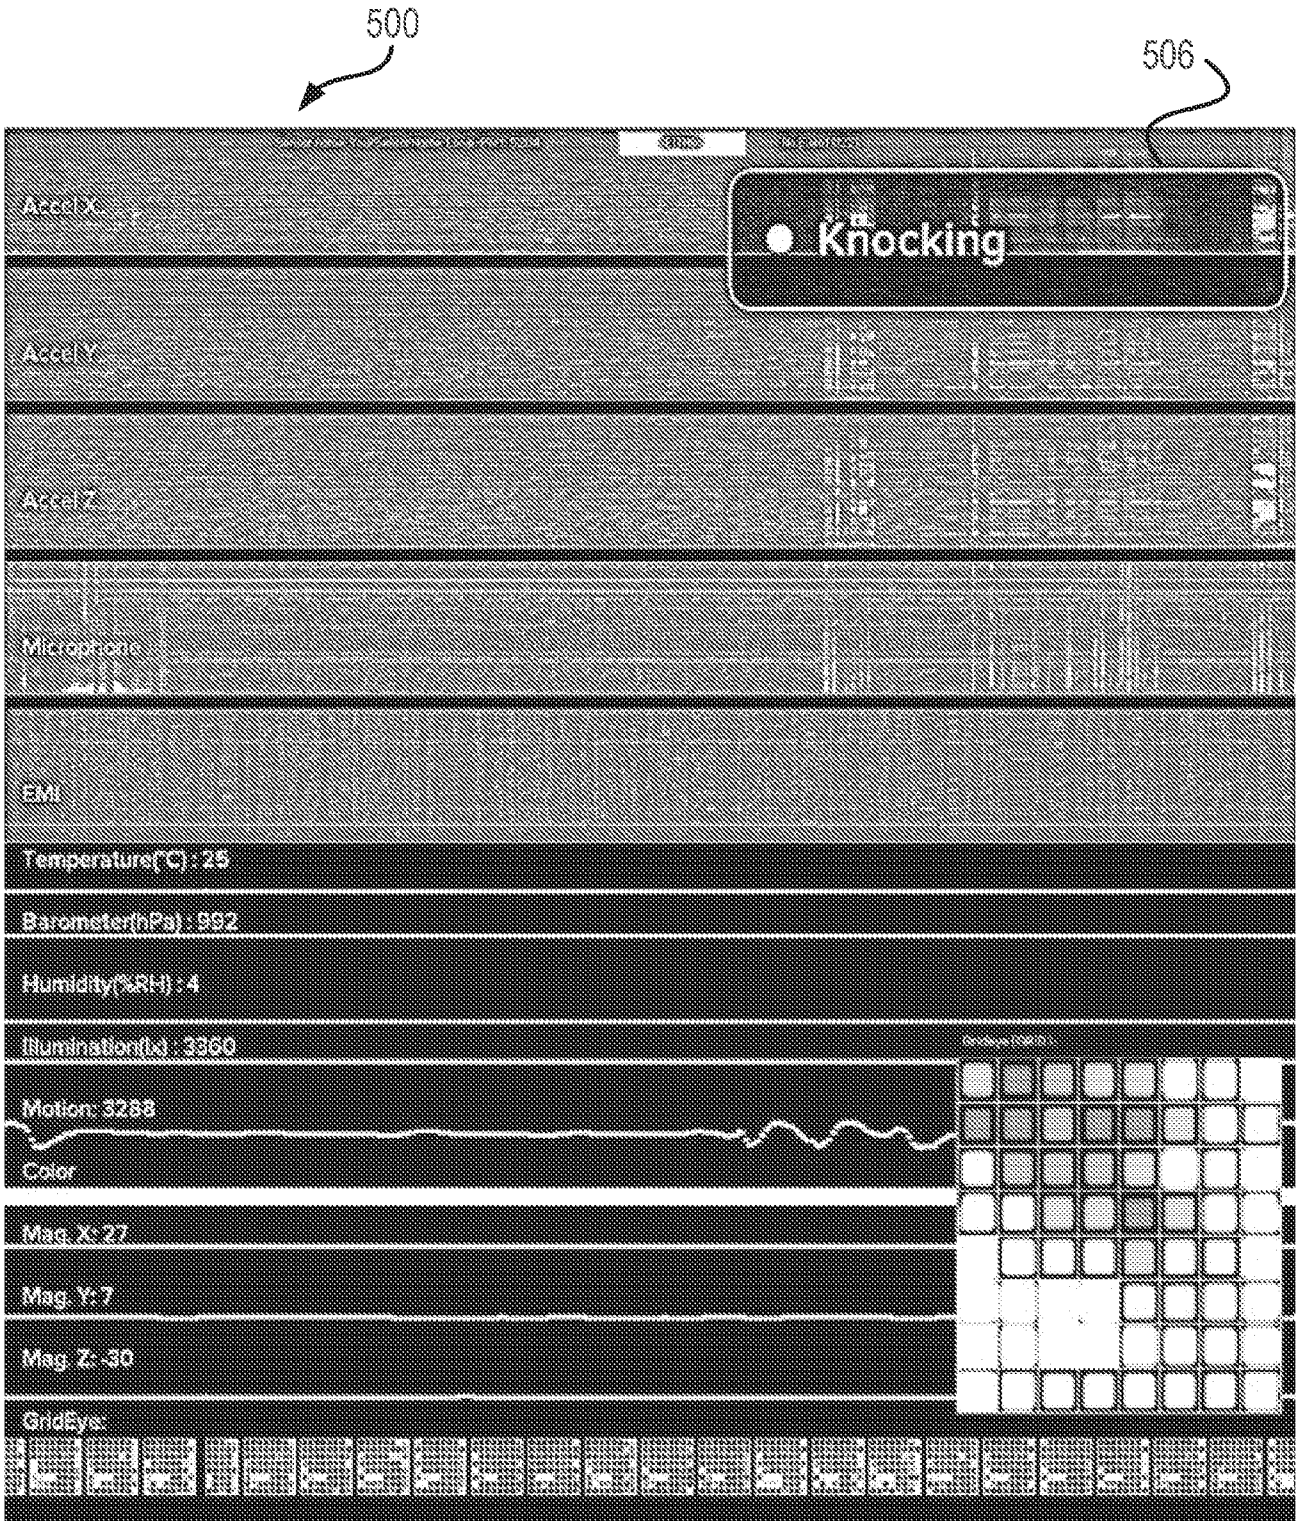 500
506
Accel X
Knocking
Accel Y
Accel Z
Microphone
EMI
Temperature(°C) : 25
Barometer(hPa) : 992
Humidity(%RH) : 4
Illumination(lx) : 3360
Motion: 3288
Color
Mag. X: 27
Mag. Y: 7
Mag. Z: -30
GridEye: